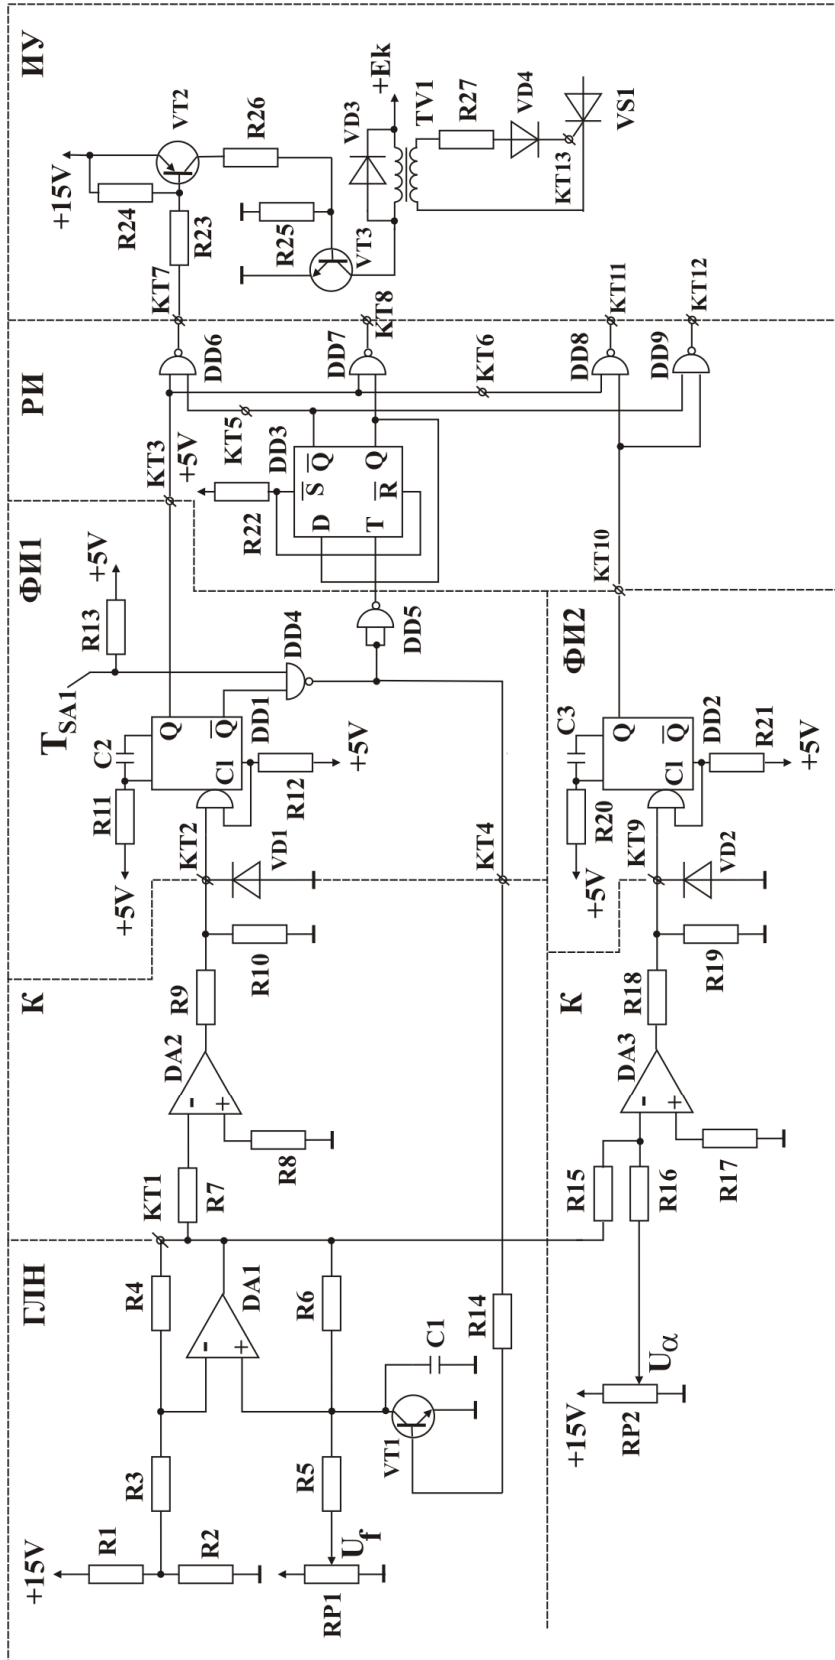 ГЛН
+15V
R1
R2
R3
R4
KT1
DA1
RP1
Uf
R5
R6
VT1
C1
R14
К
R7
DA2
-
+
R8
R9
R10
KT2
VD1
KT4
ФИ1
+5V
R11
C2
TSA1
R13
+5V
Q
Q
Cl
DD1
R12
+5V
DD4
DD5
РИ
KT3
+5V
R22
KT5
DD3
D
S
Q
T
R
Q
DD6
DD7
KT6
DD8
DD9
ИУ
KT7
+15V
R24
R23
VT2
R26
R25
VT3
VD3
+Ek
TV1
R27
VD4
KT13
VS1
KT8
KT11
KT12
+15V
RP2
Uα
R15
R16
К
DA3
-
+
R17
R18
R19
KT9
VD2
ФИ2
+5V
R20
C3
Q
Q
Cl
DD2
R21
+5V
KT10
-
+